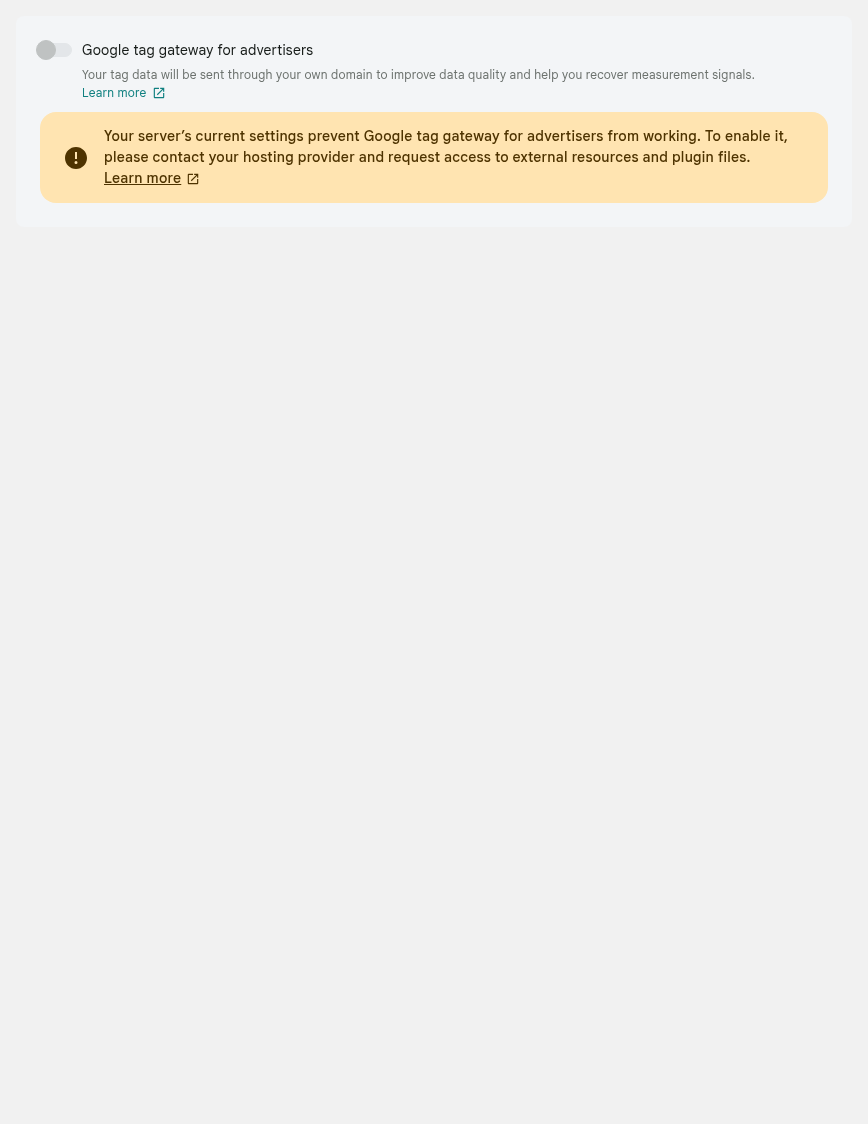 Google tag gateway for advertisers
Your tag data will be sent through your own domain to improve data quality and help you recover measurement signals.
Learn more
Your server’s current settings prevent Google tag gateway for advertisers from working. To enable it,
please contact your hosting provider and request access to external resources and plugin files.
Learn more